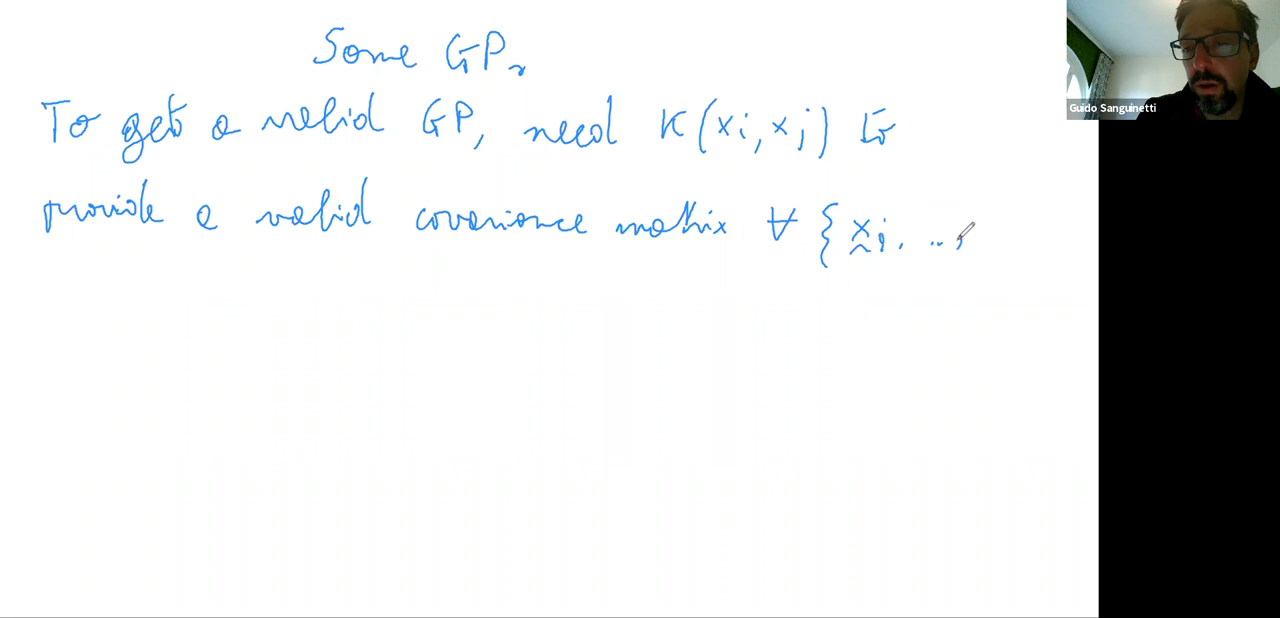 Some GPs
Guido Sanguinetti
To get a valid GP, need K(xi, xj) to
provide a valid covariance matrix ∀ {xi, ...,